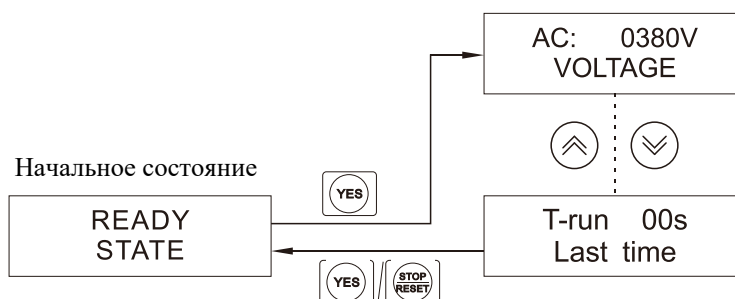 AC: 0380V
VOLTAGE
Начальное состояние
YES
READY
STATE
T-run 00s
Last time
YES / STOP
RESET